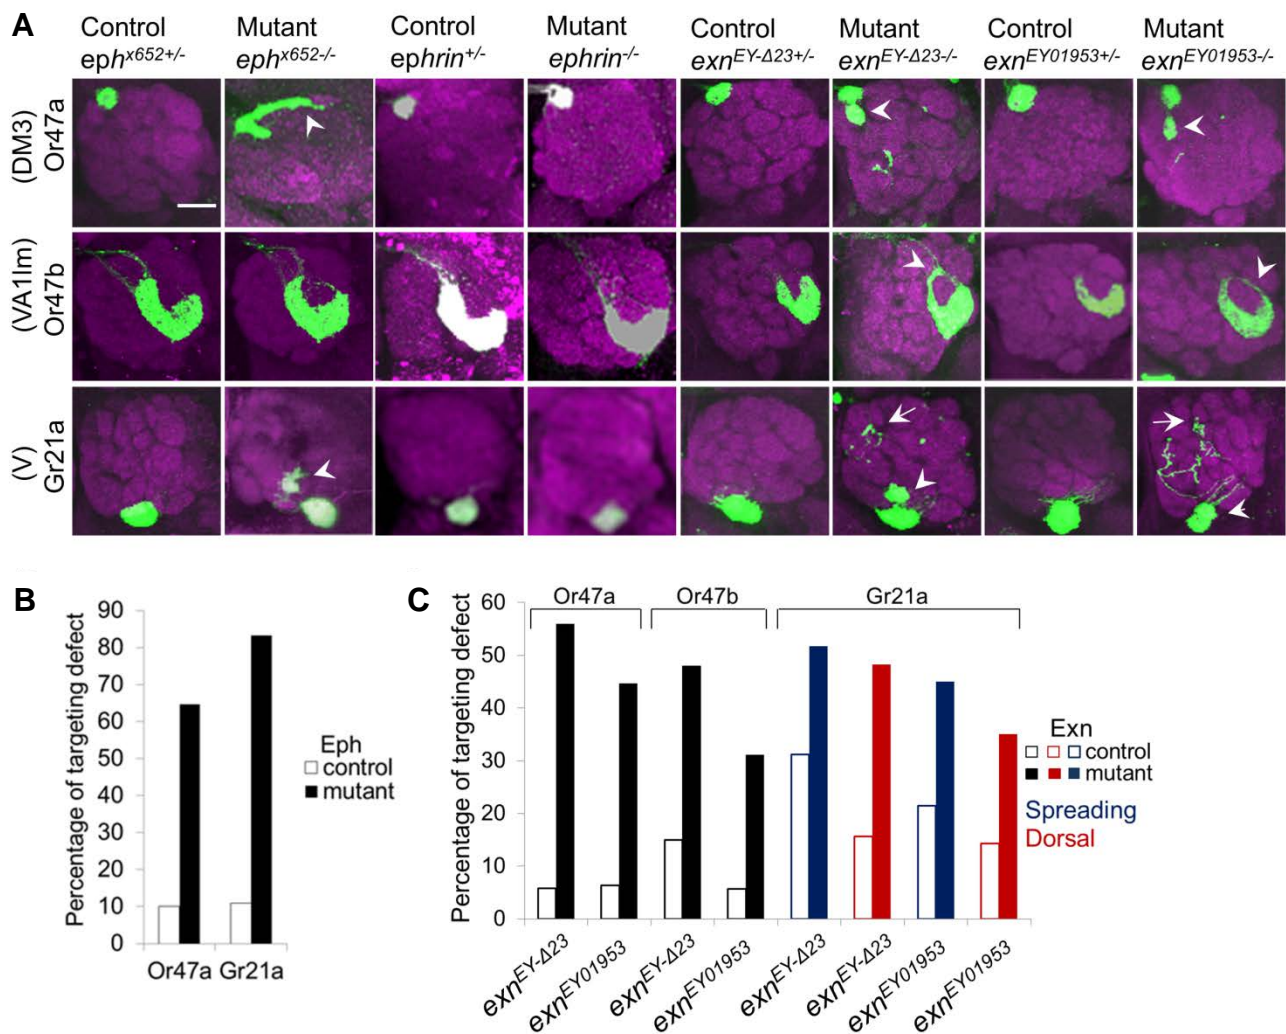 A
Control
eph^x652+/-
Mutant
eph^x652-/-
Control
ephrin^+/-
Mutant
ephrin^-/-
Control
exn^EY-Δ23+/-
Mutant
exn^EY-Δ23-/-
Control
exn^EY01953+/-
Mutant
exn^EY01953-/-
(DM3)
Or47a
(VA1lm)
Or47b
(V)
Gr21a
B
Percentage of targeting defect
90
80
70
60
50
40
30
20
10
0
Or47a Gr21a
Eph
control
mutant
C
Percentage of targeting defect
60
50
40
30
20
10
0
Or47a Or47b Gr21a
Exn
control
mutant
Spreading
Dorsal
exn^EY-Δ23
exn^EY01953
exn^EY-Δ23
exn^EY01953
exn^EY-Δ23
exn^EY-Δ23
exn^EY01953
exn^EY01953